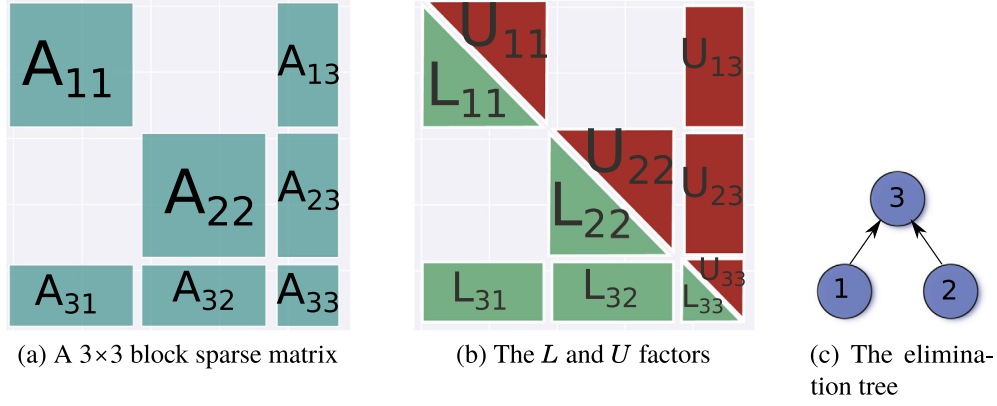 A11
A13
A22
A23
A31
A32
A33
(a) A 3×3 block sparse matrix
U11
L11
U13
U22
L22
U23
L31
L32
U33
L33
(b) The L and U factors
3
1
2
(c) The elimina-
tion tree